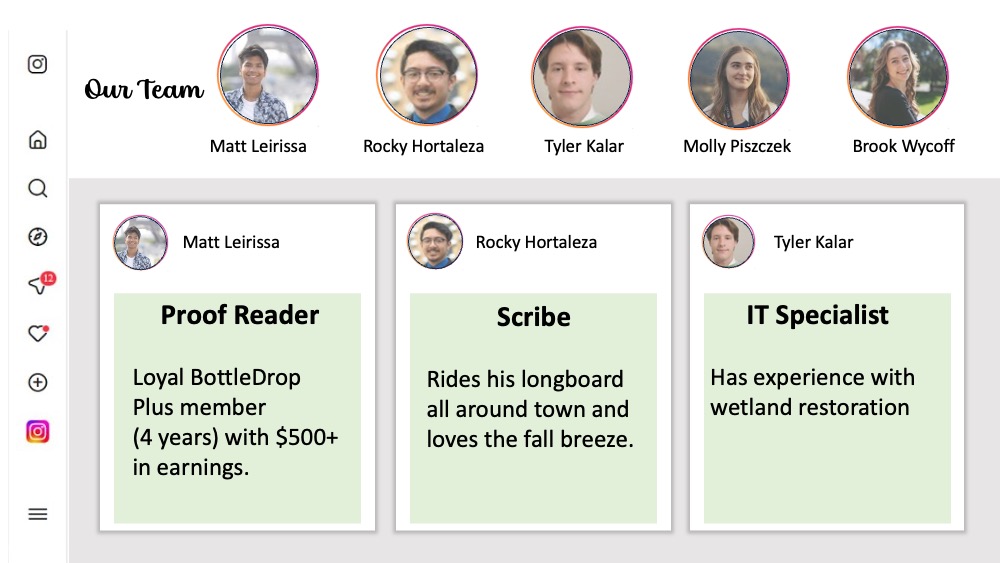 Our Team
Matt Leirissa
Rocky Hortaleza
Tyler Kalar
Molly Piszczek
Brook Wycoff
12
Matt Leirissa
Proof Reader
Loyal BottleDrop
Plus member
(4 years) with $500+
in earnings.
Rocky Hortaleza
Scribe
Rides his longboard
all around town and
loves the fall breeze.
Tyler Kalar
IT Specialist
Has experience with
wetland restoration